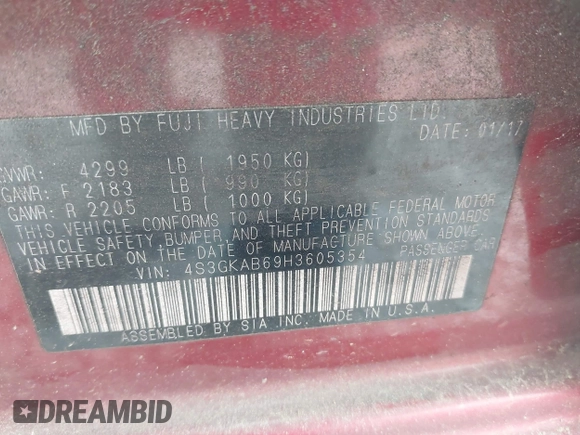 MFD BY FUJI HEAVY INDUSTRIES LTD.
DATE: 01/17
GVWR: 4299 LB ( 1950 KG)
GAWR: F 2183 LB ( 990 KG)
GAWR: R 2205 LB ( 1000 KG)
THIS VEHICLE CONFORMS TO ALL APPLICABLE FEDERAL MOTOR
VEHICLE SAFETY, BUMPER, AND THEFT PREVENTION STANDARDS
IN EFFECT ON THE DATE OF MANUFACTURE SHOWN ABOVE.
VIN: 4S3GKAB69H3605354 PASSENGER CAR
ASSEMBLED BY SIA INC. MADE IN U.S.A.
DREAMBID